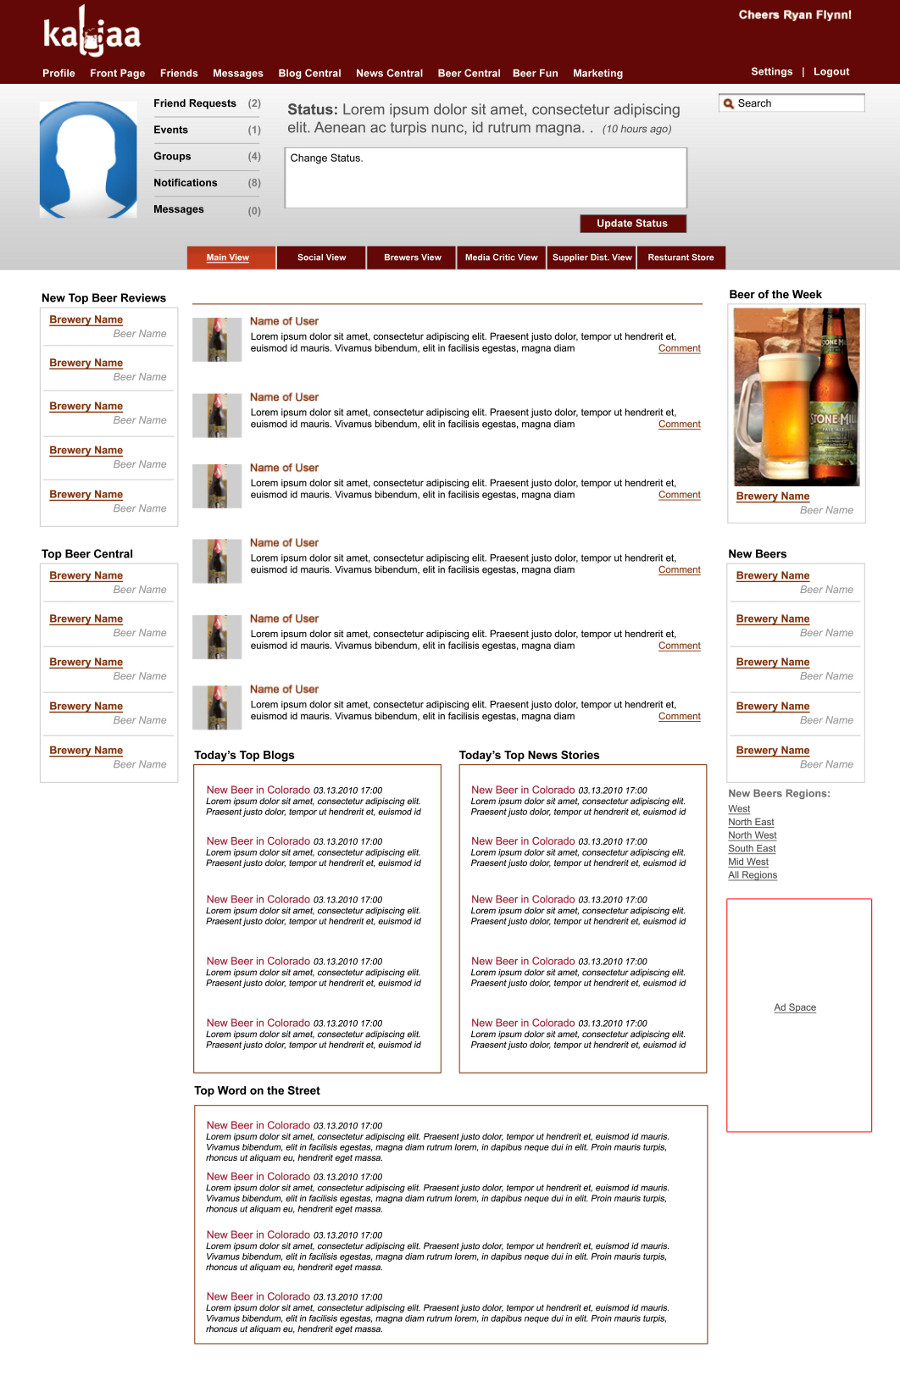 kaljaa
Cheers Ryan Flynn!
Profile Front Page Friends Messages Blog Central News Central Beer Central Beer Fun Marketing
Settings | Logout
Friend Requests (2)
Events (1)
Groups (4)
Notifications (8)
Messages (0)
Status: Lorem ipsum dolor sit amet, consectetur adipiscing
elit. Aenean ac turpis nunc, id rutrum magna. . (10 hours ago)
Change Status.
Update Status
Search
Main View Social View Brewers View Media Critic View Supplier Dist. View Resturant Store
New Top Beer Reviews
Brewery Name
Beer Name
Brewery Name
Beer Name
Brewery Name
Beer Name
Brewery Name
Beer Name
Brewery Name
Beer Name
Top Beer Central
Brewery Name
Beer Name
Brewery Name
Beer Name
Brewery Name
Beer Name
Brewery Name
Beer Name
Brewery Name
Beer Name
Name of User
Lorem ipsum dolor sit amet, consectetur adipiscing elit. Praesent justo dolor, tempor ut hendrerit et,
euismod id mauris. Vivamus bibendum, elit in facilisis egestas, magna diam Comment
Name of User
Lorem ipsum dolor sit amet, consectetur adipiscing elit. Praesent justo dolor, tempor ut hendrerit et,
euismod id mauris. Vivamus bibendum, elit in facilisis egestas, magna diam Comment
Name of User
Lorem ipsum dolor sit amet, consectetur adipiscing elit. Praesent justo dolor, tempor ut hendrerit et,
euismod id mauris. Vivamus bibendum, elit in facilisis egestas, magna diam Comment
Name of User
Lorem ipsum dolor sit amet, consectetur adipiscing elit. Praesent justo dolor, tempor ut hendrerit et,
euismod id mauris. Vivamus bibendum, elit in facilisis egestas, magna diam Comment
Name of User
Lorem ipsum dolor sit amet, consectetur adipiscing elit. Praesent justo dolor, tempor ut hendrerit et,
euismod id mauris. Vivamus bibendum, elit in facilisis egestas, magna diam Comment
Name of User
Lorem ipsum dolor sit amet, consectetur adipiscing elit. Praesent justo dolor, tempor ut hendrerit et,
euismod id mauris. Vivamus bibendum, elit in facilisis egestas, magna diam Comment
Today's Top Blogs
New Beer in Colorado 03.13.2010 17:00
Lorem ipsum dolor sit amet, consectetur adipiscing elit.
Praesent justo dolor, tempor ut hendrerit et, euismod id
New Beer in Colorado 03.13.2010 17:00
Lorem ipsum dolor sit amet, consectetur adipiscing elit.
Praesent justo dolor, tempor ut hendrerit et, euismod id
New Beer in Colorado 03.13.2010 17:00
Lorem ipsum dolor sit amet, consectetur adipiscing elit.
Praesent justo dolor, tempor ut hendrerit et, euismod id
New Beer in Colorado 03.13.2010 17:00
Lorem ipsum dolor sit amet, consectetur adipiscing elit.
Praesent justo dolor, tempor ut hendrerit et, euismod id
New Beer in Colorado 03.13.2010 17:00
Lorem ipsum dolor sit amet, consectetur adipiscing elit.
Praesent justo dolor, tempor ut hendrerit et, euismod id
Today's Top News Stories
New Beer in Colorado 03.13.2010 17:00
Lorem ipsum dolor sit amet, consectetur adipiscing elit.
Praesent justo dolor, tempor ut hendrerit et, euismod id
New Beer in Colorado 03.13.2010 17:00
Lorem ipsum dolor sit amet, consectetur adipiscing elit.
Praesent justo dolor, tempor ut hendrerit et, euismod id
New Beer in Colorado 03.13.2010 17:00
Lorem ipsum dolor sit amet, consectetur adipiscing elit.
Praesent justo dolor, tempor ut hendrerit et, euismod id
New Beer in Colorado 03.13.2010 17:00
Lorem ipsum dolor sit amet, consectetur adipiscing elit.
Praesent justo dolor, tempor ut hendrerit et, euismod id
New Beer in Colorado 03.13.2010 17:00
Lorem ipsum dolor sit amet, consectetur adipiscing elit.
Praesent justo dolor, tempor ut hendrerit et, euismod id
Top Word on the Street
New Beer in Colorado 03.13.2010 17:00
Lorem ipsum dolor sit amet, consectetur adipiscing elit. Praesent justo dolor, tempor ut hendrerit et, euismod id mauris.
Vivamus bibendum, elit in facilisis egestas, magna diam rutrum lorem, in dapibus neque dui in elit. Proin mauris turpis,
rhoncus ut aliquam eu, hendrerit eget massa.
New Beer in Colorado 03.13.2010 17:00
Lorem ipsum dolor sit amet, consectetur adipiscing elit. Praesent justo dolor, tempor ut hendrerit et, euismod id mauris.
Vivamus bibendum, elit in facilisis egestas, magna diam rutrum lorem, in dapibus neque dui in elit. Proin mauris turpis,
rhoncus ut aliquam eu, hendrerit eget massa.
New Beer in Colorado 03.13.2010 17:00
Lorem ipsum dolor sit amet, consectetur adipiscing elit. Praesent justo dolor, tempor ut hendrerit et, euismod id mauris.
Vivamus bibendum, elit in facilisis egestas, magna diam rutrum lorem, in dapibus neque dui in elit. Proin mauris turpis,
rhoncus ut aliquam eu, hendrerit eget massa.
New Beer in Colorado 03.13.2010 17:00
Lorem ipsum dolor sit amet, consectetur adipiscing elit. Praesent justo dolor, tempor ut hendrerit et, euismod id mauris.
Vivamus bibendum, elit in facilisis egestas, magna diam rutrum lorem, in dapibus neque dui in elit. Proin mauris turpis,
rhoncus ut aliquam eu, hendrerit eget massa.
Beer of the Week
STONE MILL
Brewery Name
Beer Name
New Beers
Brewery Name
Beer Name
Brewery Name
Beer Name
Brewery Name
Beer Name
Brewery Name
Beer Name
Brewery Name
Beer Name
New Beers Regions:
West
North East
North West
South East
Mid West
All Regions
Ad Space